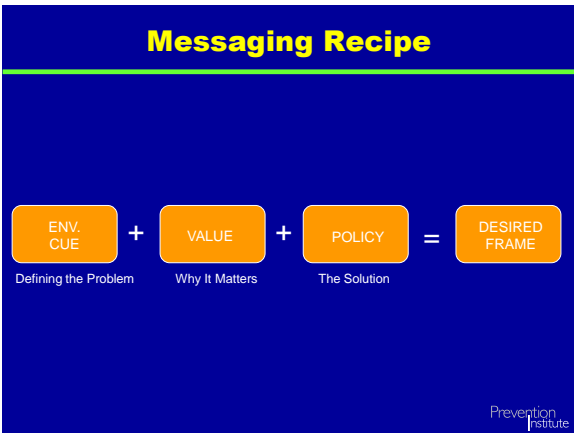 Messaging Recipe
ENV.
CUE
+
VALUE
+
POLICY
=
DESIRED
FRAME
Defining the Problem
Why It Matters
The Solution
Prevention
Institute